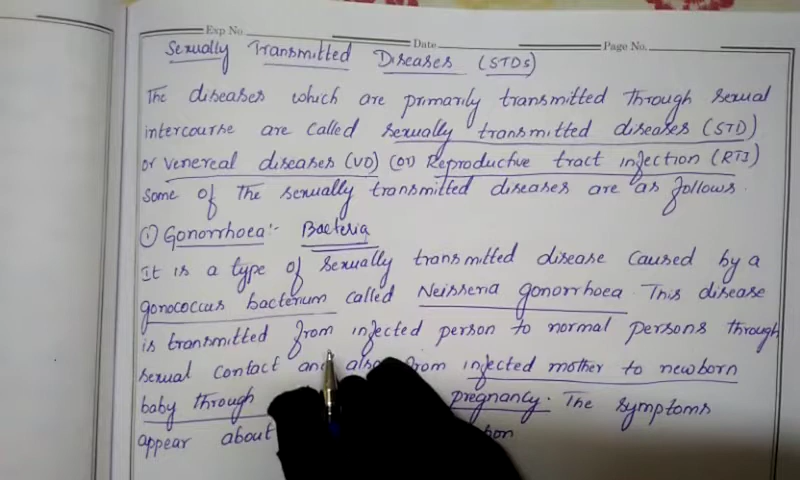 Exp No. Date Page No.
Sexually Transmitted Diseases (STDs)
The diseases which are primarily transmitted through sexual
intercourse are called sexually transmitted diseases (STD)
or venereal diseases (VD) (or) Reproductive tract infection (RTI)
Some of the sexually transmitted diseases are as follows.
① Gonorrhoea:- Bacteria
It is a type of sexually transmitted disease caused by a
gonococcus bacterium called Neisseria gonorrhoea This disease
is transmitted from infected person to normal persons through
sexual contact and also from infected mother to newborn
baby through pregnancy. The symptoms
appear about